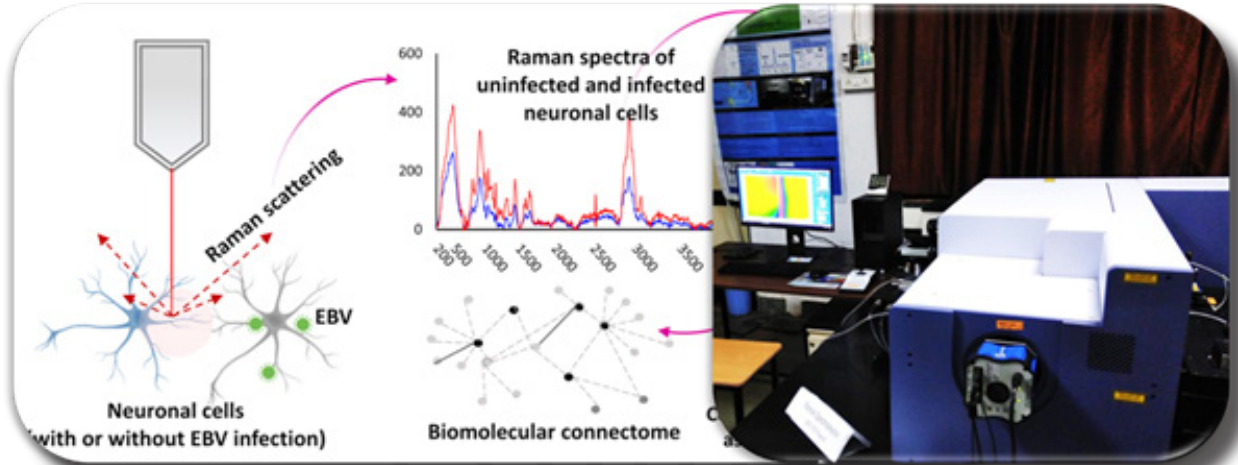 600
400
200
0
Raman spectra of
uninfected and infected
neuronal cells
200
500
1000
1500
2000
2500
3000
3500
Raman scattering
EBV
Neuronal cells
(with or without EBV infection)
Biomolecular connectome
C
as